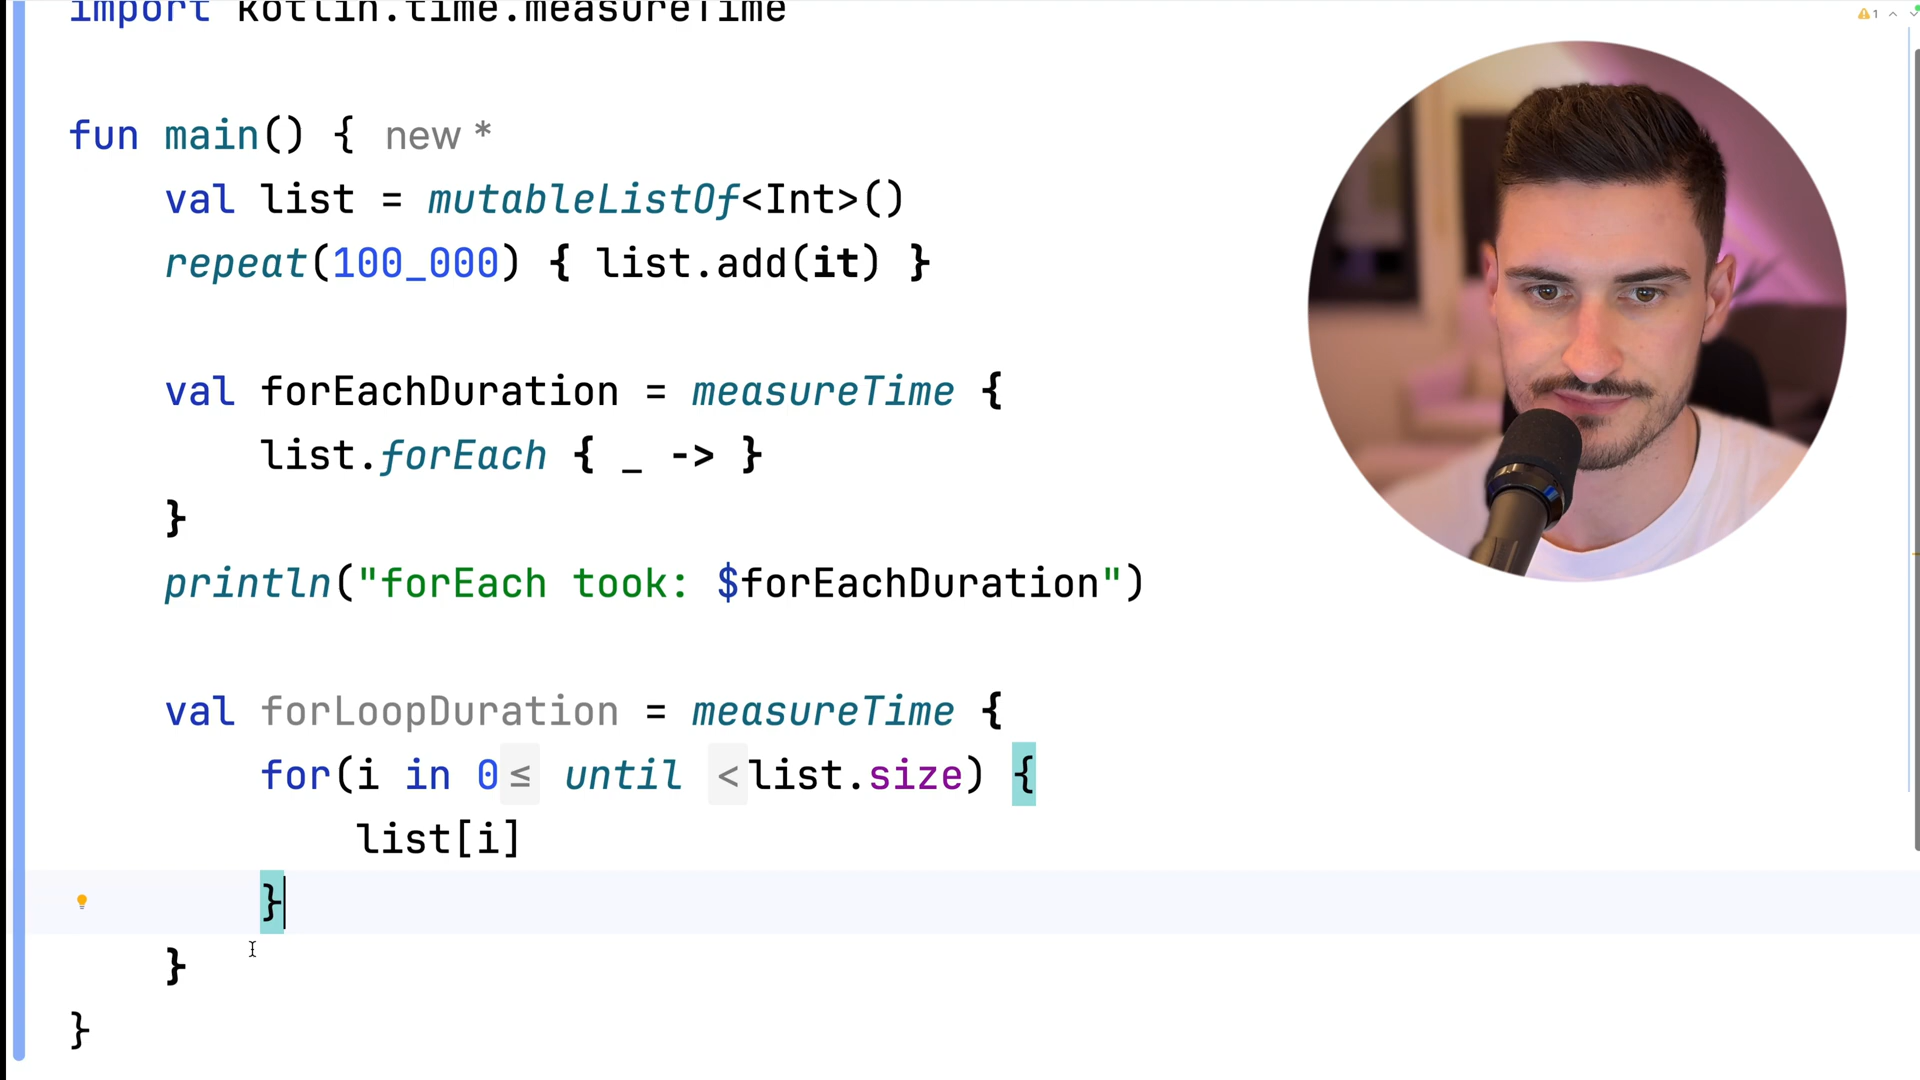 import kotlin.time.measureTime
1
fun main() { new *
val list = mutableListOf<Int>()
repeat(100_000) { list.add(it) }
val forEachDuration = measureTime {
list.forEach { _ -> }
}
println("forEach took: $forEachDuration")
val forLoopDuration = measureTime {
for(i in 0 ≤ until < list.size) {
list[i]
}
}
}